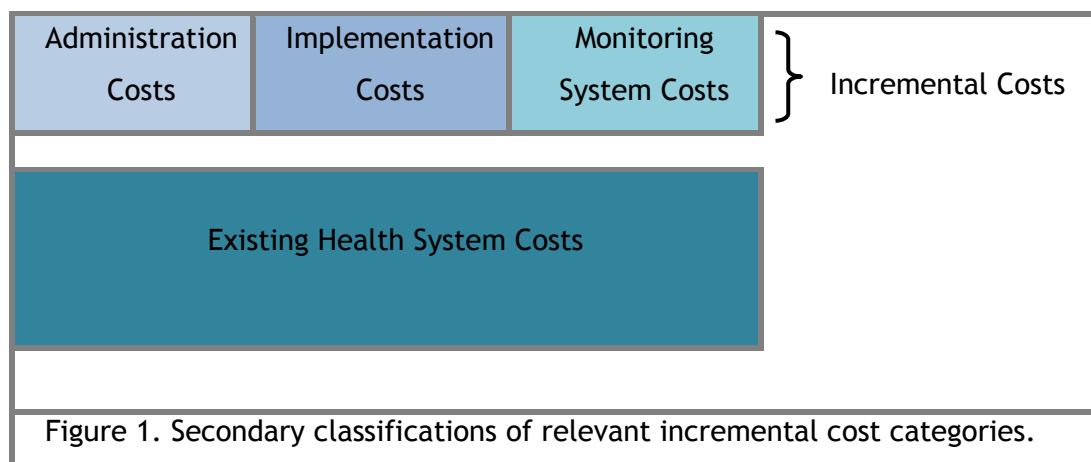 Administration
Costs
Implementation
Costs
Monitoring
System Costs
Incremental Costs
Existing Health System Costs
Figure 1. Secondary classifications of relevant incremental cost categories.